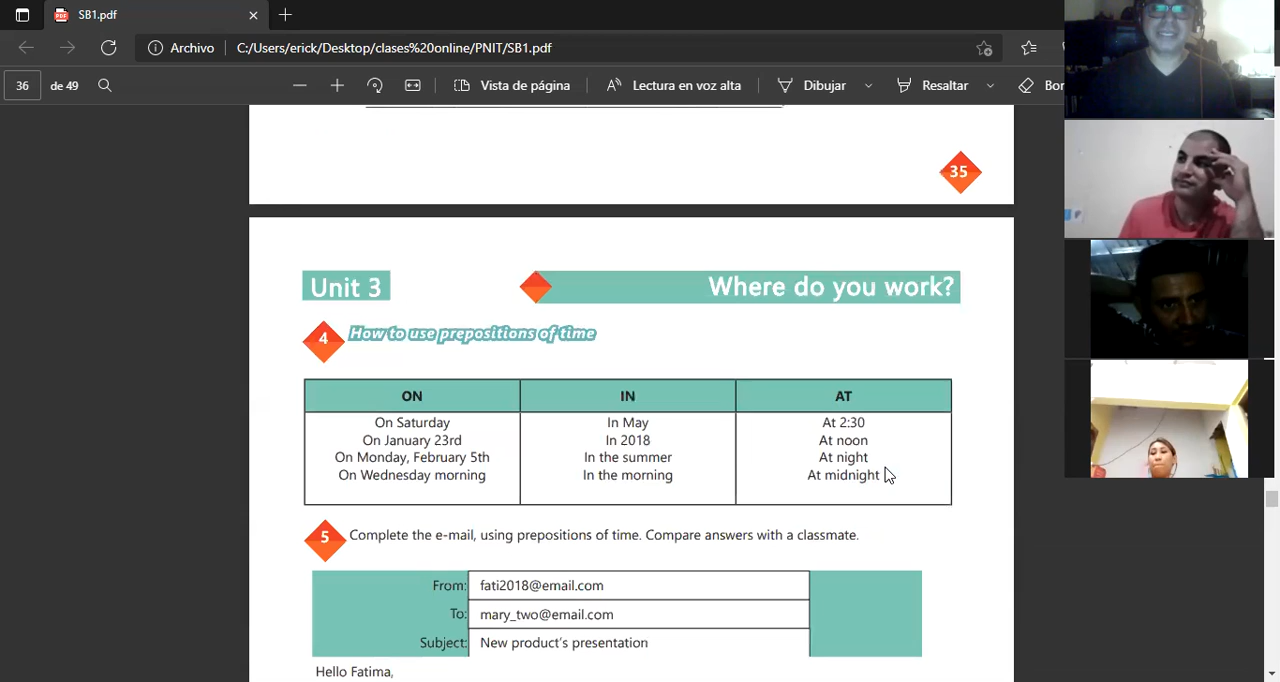 SB1.pdf
Archivo C:/Users/erick/Desktop/clases%20online/PNIT/SB1.pdf
36 de 49 Vista de página Lectura en voz alta Dibujar Resaltar Bor
35
Unit 3 Where do you work?
4 How to use prepositions of time
ON IN AT
On Saturday In May At 2:30
On January 23rd In 2018 At noon
On Monday, February 5th In the summer At night
On Wednesday morning In the morning At midnight
5 Complete the e-mail, using prepositions of time. Compare answers with a classmate.
From: fati2018@email.com
To: mary_two@email.com
Subject: New product's presentation
Hello Fatima,